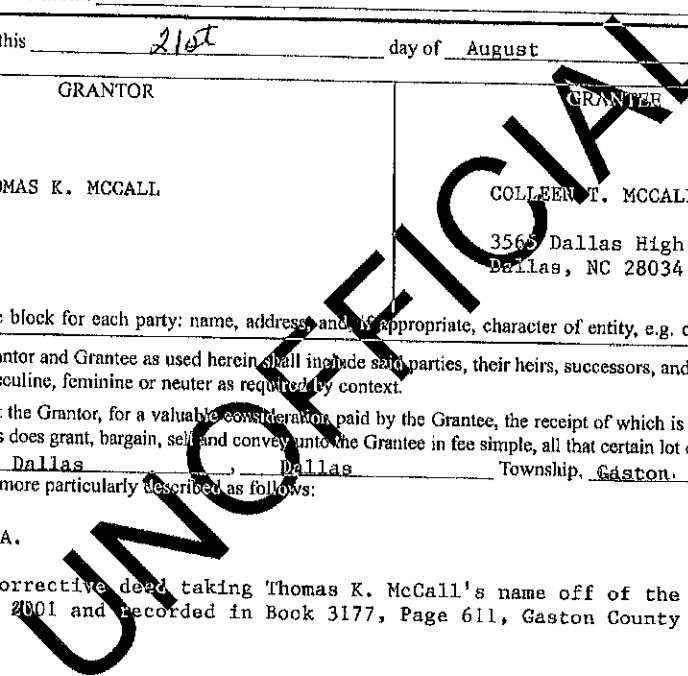 this 21st day of August
GRANTOR GRANTEE
OMAS K. MCCALL COLLEEN T. MCCALL
3565 Dallas High
Dallas, NC 28034
block for each party: name, address, and, if appropriate, character of entity, e.g.
antor and Grantee as used herein shall include said parties, their heirs, successors, and
culine, feminine or neuter as required by context.
t the Grantor, for a valuable consideration paid by the Grantee, the receipt of which is
s does grant, bargain, sell and convey unto the Grantee in fee simple, all that certain lot
Dallas , Dallas Township, Gaston
more particularly described as follows:
A.
orrective deed taking Thomas K. McCall's name off of the
2001 and recorded in Book 3177, Page 611, Gaston County
UNOFFICIAL